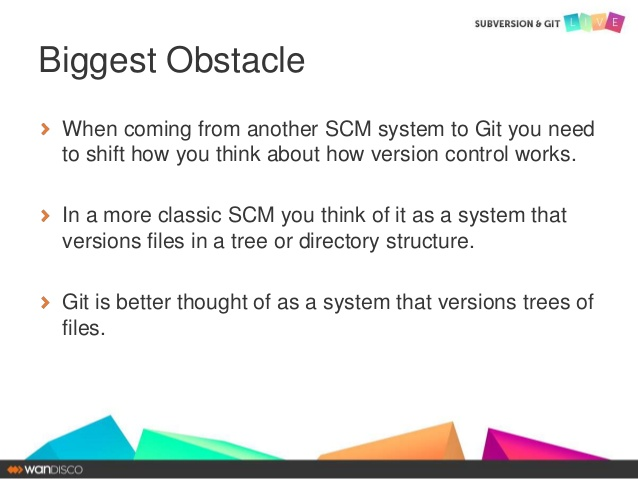 SUBVERSION & GIT LIVE
Biggest Obstacle
When coming from another SCM system to Git you need
to shift how you think about how version control works.
In a more classic SCM you think of it as a system that
versions files in a tree or directory structure.
Git is better thought of as a system that versions trees of
files.
WANDISCO